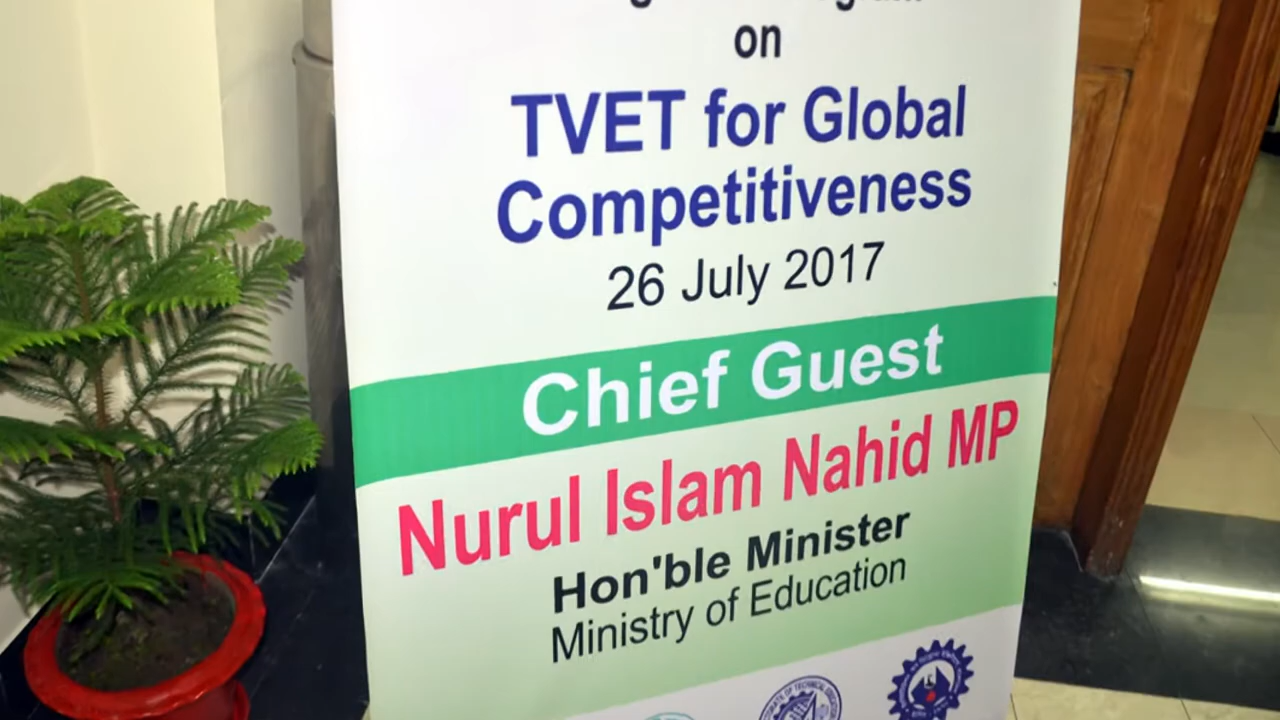 on
TVET for Global
Competitiveness
26 July 2017
Chief Guest
Nurul Islam Nahid MP
Hon'ble Minister
Ministry of Education